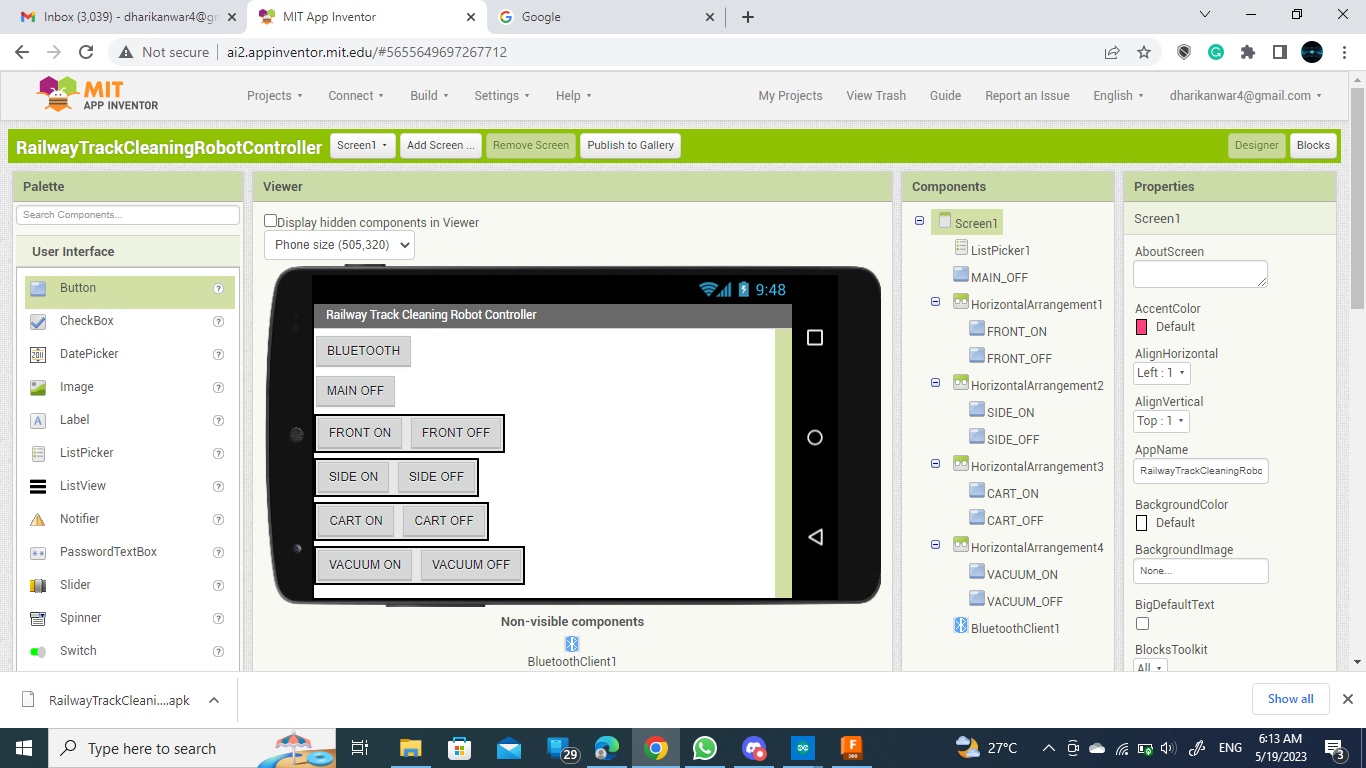 Inbox (3,039) - dharikanwar4@gr
MIT App Inventor
Google
Not secure
ai2.appinventor.mit.edu/#5655649697267712
MIT
APP INVENTOR
Projects
Connect
Build
Settings
Help
My Projects
View Trash
Guide
Report an Issue
English
dharikanwar4@gmail.com
RailwayTrackCleaningRobotController
Screen1
Add Screen ...
Remove Screen
Publish to Gallery
Designer
Blocks
Palette
Search Components...
User Interface
Button
CheckBox
DatePicker
Image
Label
ListPicker
ListView
Notifier
PasswordTextBox
Slider
Spinner
Switch
Viewer
Display hidden components in Viewer
Phone size (505,320)
9:48
Railway Track Cleaning Robot Controller
BLUETOOTH
MAIN OFF
FRONT ON FRONT OFF
SIDE ON SIDE OFF
CART ON CART OFF
VACUUM ON VACUUM OFF
Non-visible components
BluetoothClient1
Components
Screen1
ListPicker1
MAIN_OFF
HorizontalArrangement1
FRONT_ON
FRONT_OFF
HorizontalArrangement2
SIDE_ON
SIDE_OFF
HorizontalArrangement3
CART_ON
CART_OFF
HorizontalArrangement4
VACUUM_ON
VACUUM_OFF
BluetoothClient1
Properties
Screen1
AboutScreen
AccentColor
Default
AlignHorizontal
Left : 1
AlignVertical
Top : 1
AppName
RailwayTrackCleaningRobc
BackgroundColor
Default
BackgroundImage
None...
BigDefaultText
BlocksToolkit
All
RailwayTrackCleani....apk
Show all
Type here to search
29
27°C
ENG
6:13 AM
5/19/2023
3